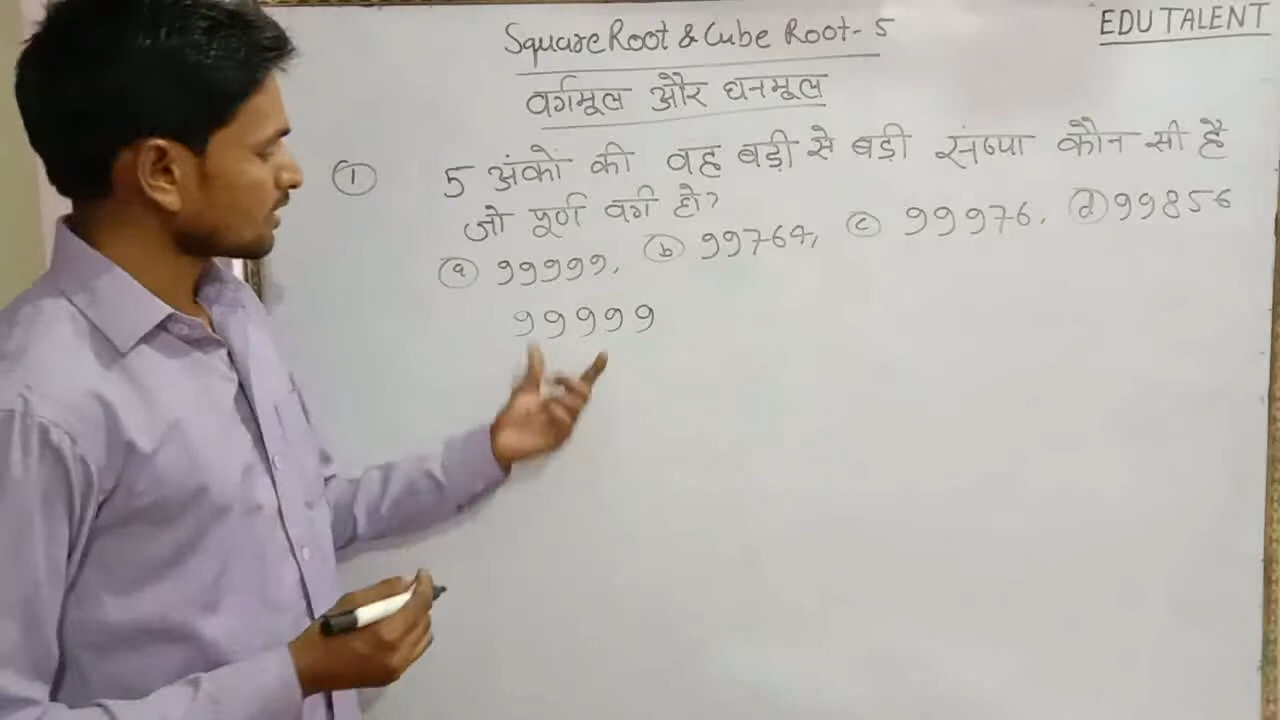 EDU TALENT
Square Root & Cube Root - 5
वर्गमूल और घनमूल
① 5 अंकों की वह बड़ी से बड़ी संख्या कौन सी है
जो पूर्ण वर्ग हो?
ⓐ 99999, ⓑ 99764, ⓒ 99976, ⓓ 99856
99999